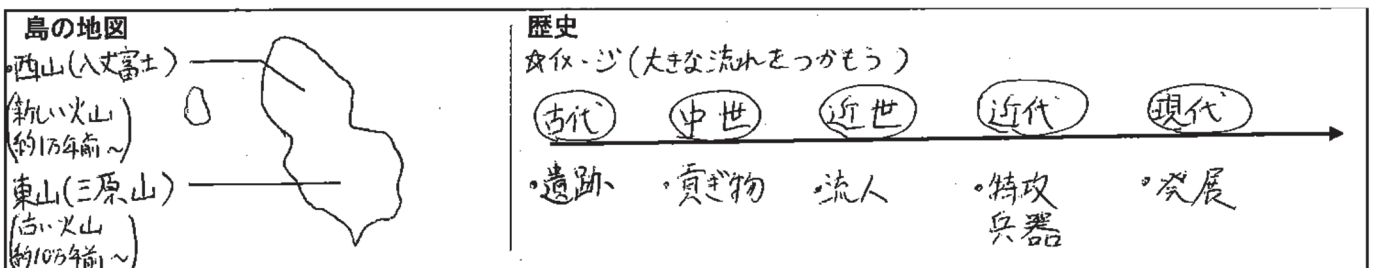 島の地図
・西山(八丈富士)
(新しい火山
約1万年前~)
東山(三原山)
(古い火山
約10万年前~)
歴史
☆イメージ(大きな流れをつかもう)
古代 中世 近世 近代 現代
・遺跡 ・貢ぎ物 ・流人 ・特攻 ・発展
兵器